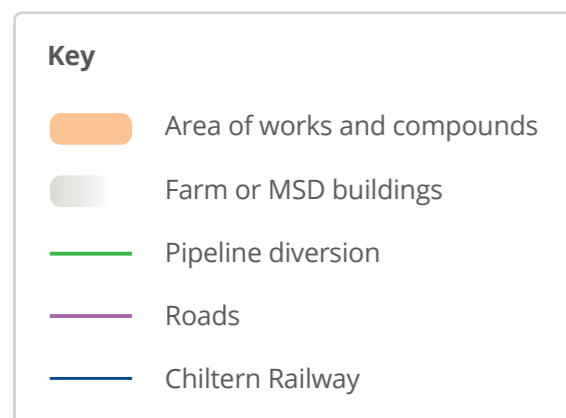 Key
Area of works and compounds
Farm or MSD buildings
Pipeline diversion
Roads
Chiltern Railway